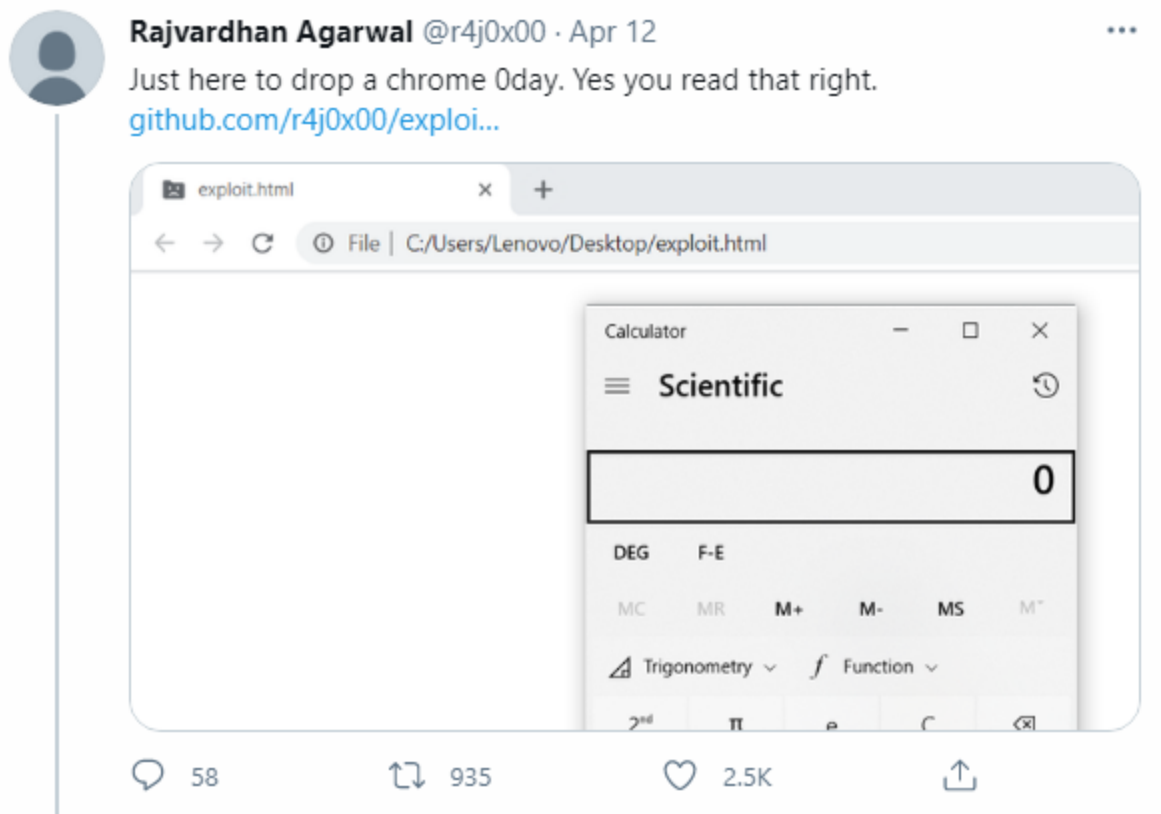 Rajvardhan Agarwal @r4j0x00 · Apr 12
Just here to drop a chrome 0day. Yes you read that right.
github.com/r4j0x00/exploi...
exploit.html
File | C:/Users/Lenovo/Desktop/exploit.html
Calculator
Scientific
0
DEG F-E
MC MR M+ M- MS M˅
Trigonometry Function
2nd π e C
58 935 2.5K